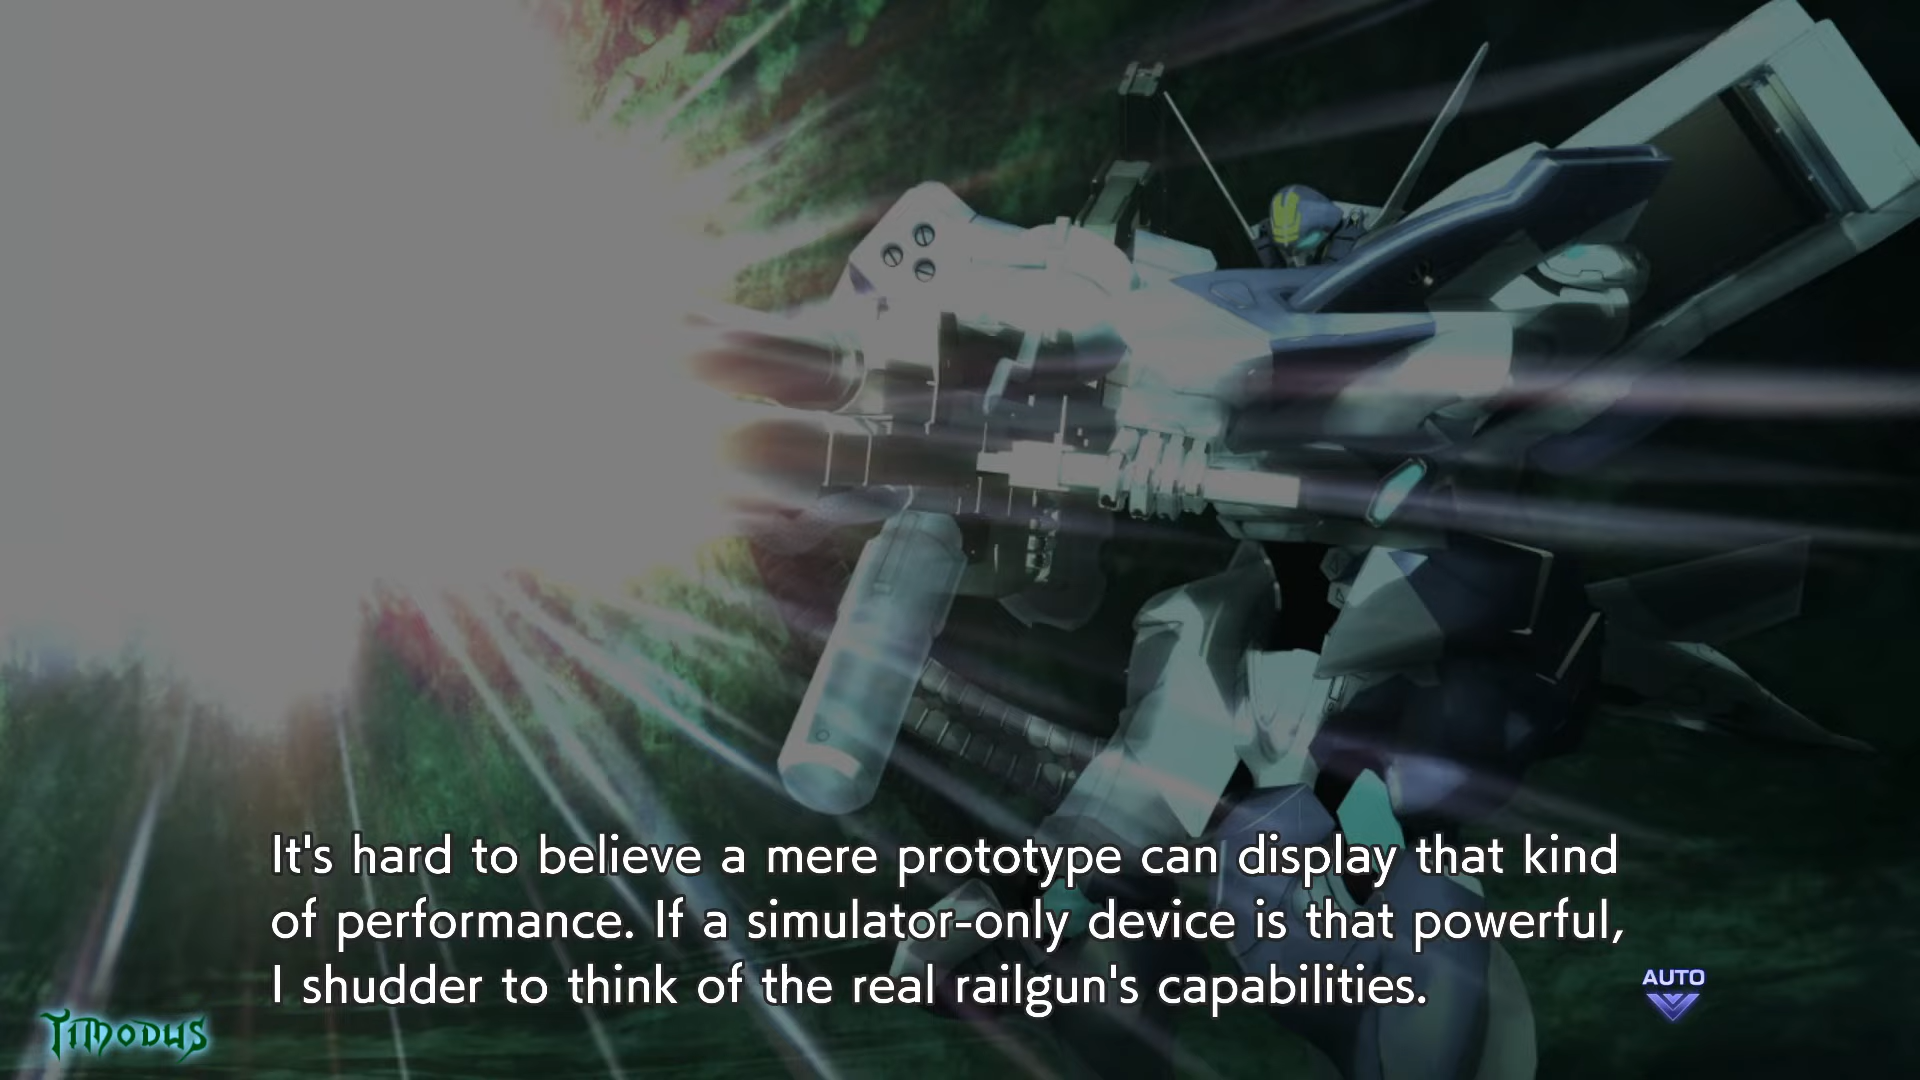 It's hard to believe a mere prototype can display that kind
of performance. If a simulator-only device is that powerful,
I shudder to think of the real railgun's capabilities.
AUTO
TIMODUS